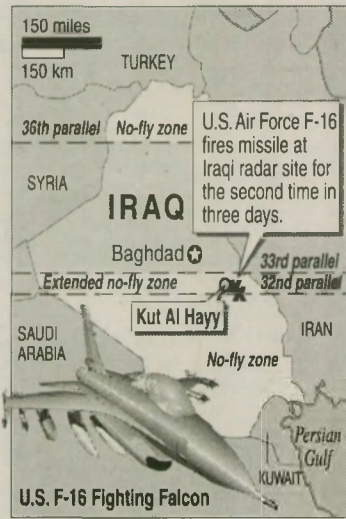 150 miles
150 km
TURKEY
36th parallel No-fly zone
U.S. Air Force F-16
fires missile at
Iraqi radar site for
the second time in
three days.
SYRIA
IRAQ
Baghdad
33rd parallel
Extended no-fly zone
32nd parallel
Kut Al Hayy
IRAN
SAUDI
ARABIA
No-fly zone
Persian
Gulf
KUWAIT
U.S. F-16 Fighting Falcon